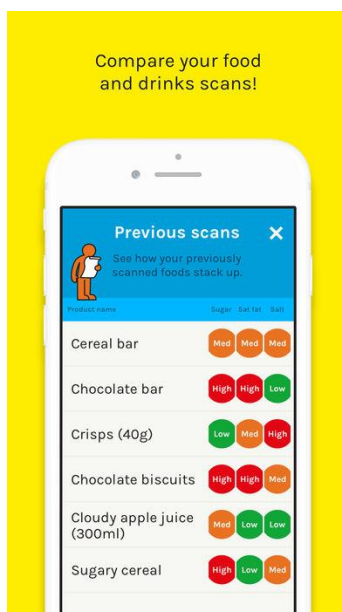 Compare your food
and drinks scans!
Previous scans
See how your previously
scanned foods stack up.
Product name Sugar Sat fat Salt
Cereal bar Med Med Med
Chocolate bar High High Low
Crisps (40g) Low Med High
Chocolate biscuits High High Med
Cloudy apple juice
(300ml) Med Low Low
Sugary cereal High Low Med